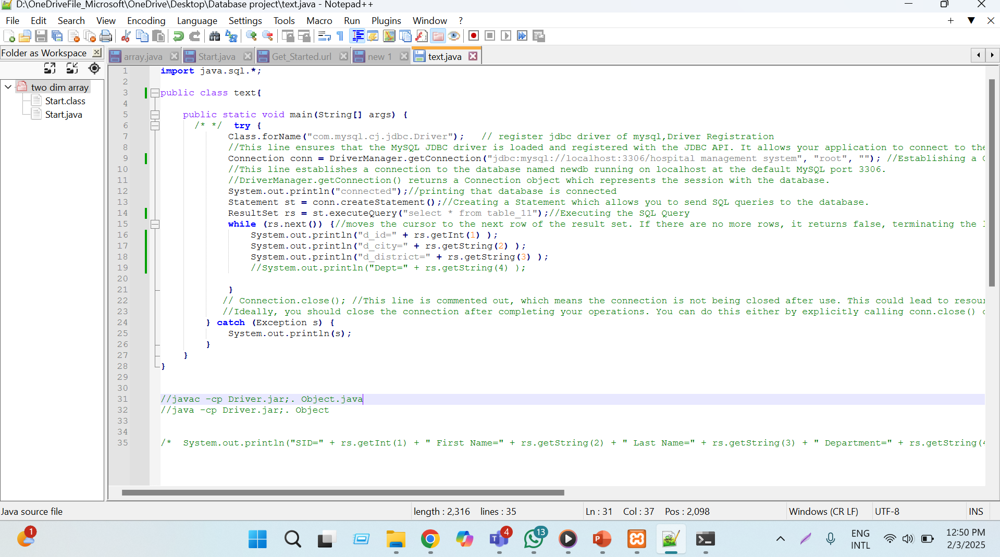 D:\OneDriveFile_Microsoft\OneDrive\Desktop\Database project\text.java - Notepad++
File Edit Search View Encoding Language Settings Tools Macro Run Plugins Window ?
Folder as Workspace
array.java Start.java Get_Started.url new 1 text.java
two dim array
Start.class
Start.java
1 import java.sql.*;
2
3 public class text{
4
5 public static void main(String[] args) {
6 /* */ try {
7 Class.forName("com.mysql.cj.jdbc.Driver"); // register jdbc driver of mysql,Driver Registration
8 //This line ensures that the MySQL JDBC driver is loaded and registered with the JDBC API. It allows your application to connect to the
9 Connection conn = DriverManager.getConnection("jdbc:mysql://localhost:3306/hospital management system", "root", ""); //Establishing a
10 //This line establishes a connection to the database named newdb running on localhost at the default MySQL port 3306.
11 //DriverManager.getConnection() returns a Connection object which represents the session with the database.
12 System.out.println("connected");//printing that database is connected
13 Statement st = conn.createStatement();//Creating a Statement which allows you to send SQL queries to the database.
14 ResultSet rs = st.executeQuery("select * from table_11");//Executing the SQL Query
15 while (rs.next()) {//moves the cursor to the next row of the result set. If there are no more rows, it returns false, terminating the
16 System.out.println("d_id=" + rs.getInt(1) );
17 System.out.println("d_city=" + rs.getString(2) );
18 System.out.println("d_district=" + rs.getString(3) );
19 //System.out.println("Dept=" + rs.getString(4) );
20
21 }
22 // Connection.close(); //This line is commented out, which means the connection is not being closed after use. This could lead to
23 //Ideally, you should close the connection after completing your operations. You can do this either by explicitly calling conn.close()
24 } catch (Exception s) {
25 System.out.println(s);
26 }
27 }
28 }
29
30
31 //javac -cp Driver.jar;. Object.java
32 //java -cp Driver.jar;. Object
33
34
35 /* System.out.println("SID=" + rs.getInt(1) + " First Name=" + rs.getString(2) + " Last Name=" + rs.getString(3) + " Department=" + rs.getString(
Java source file length : 2,316 lines : 35 Ln : 31 Col : 37 Pos : 2,098 Windows (CR LF) UTF-8 INS
1 4 13
ENG
INTL
12:50 PM
2/3/2025